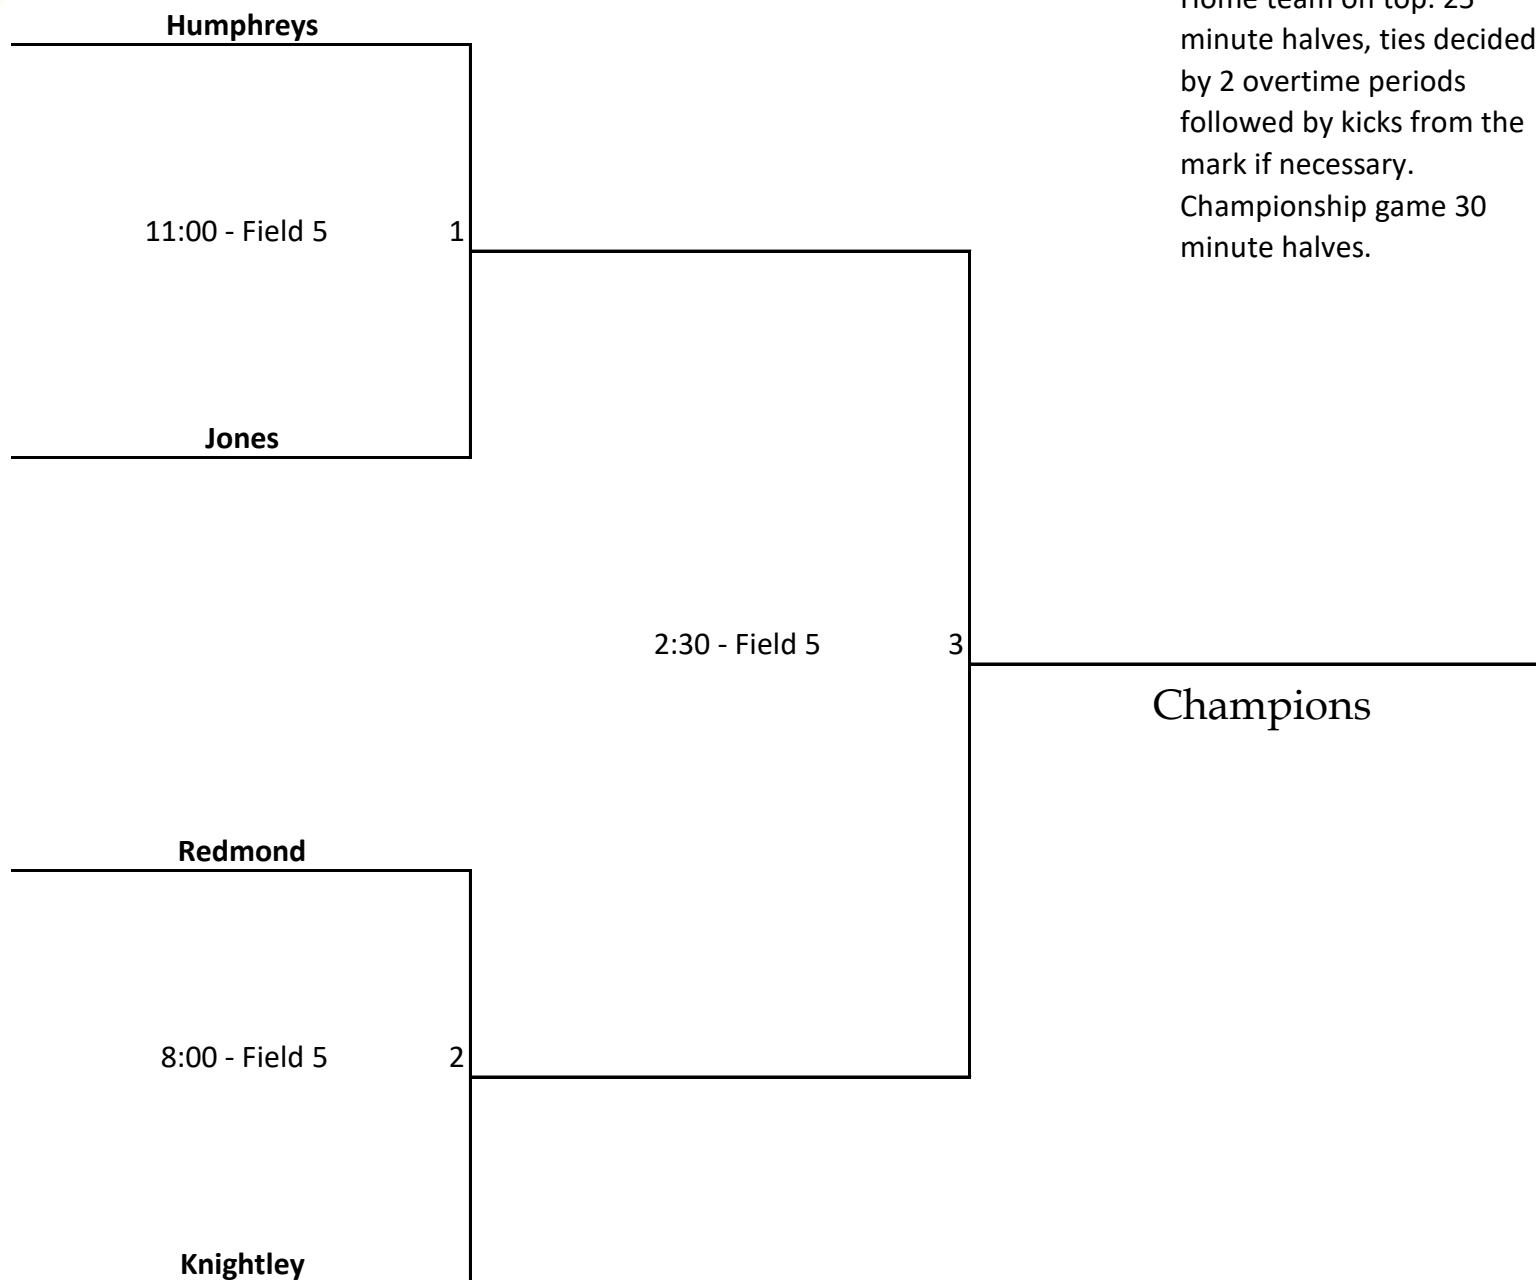 Humphreys
Home team on top. 25
minute halves, ties decided
by 2 overtime periods
followed by kicks from the
mark if necessary.
Championship game 30
minute halves.
11:00 - Field 5 1
Jones
2:30 - Field 5 3
Champions
Redmond
8:00 - Field 5 2
Knightley